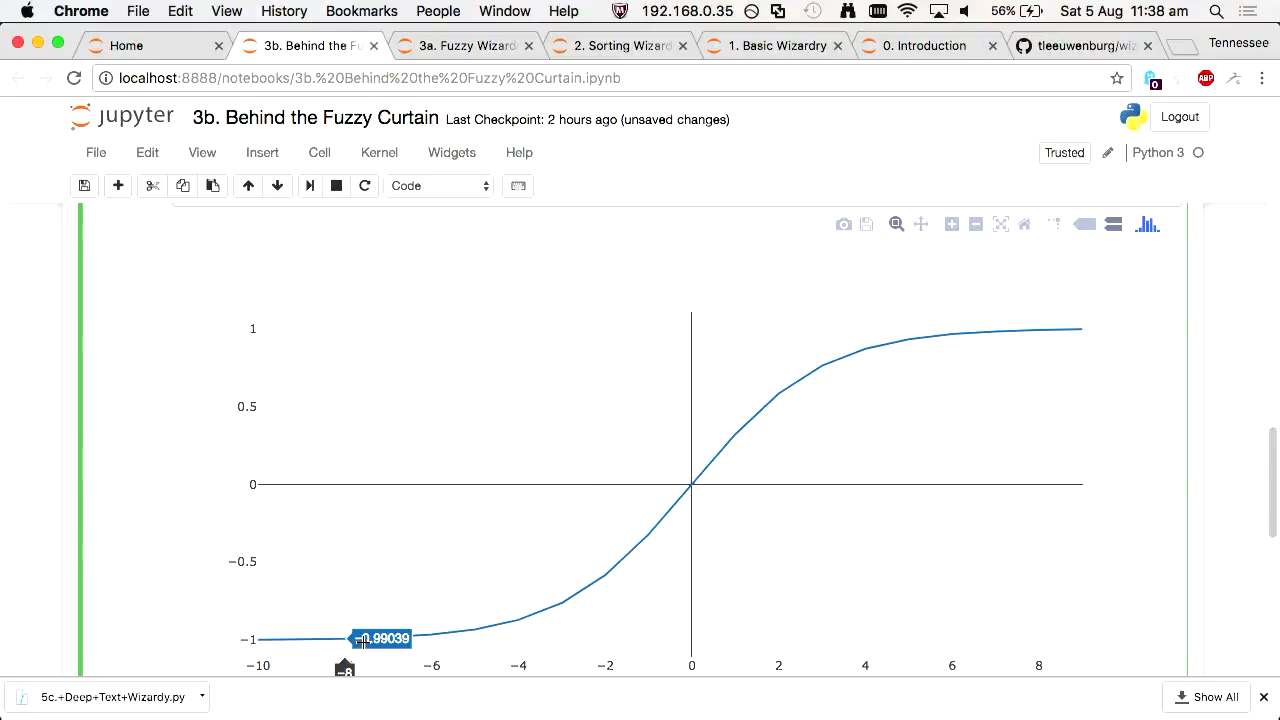 Chrome File Edit View History Bookmarks People Window Help 192.168.0.35 56% Sat 5 Aug 11:38 am
Home 3b. Behind the Fu 3a. Fuzzy Wizard 2. Sorting Wizard 1. Basic Wizardry 0. Introduction tleeuwenburg/wiz Tennessee
localhost:8888/notebooks/3b.%20Behind%20the%20Fuzzy%20Curtain.ipynb 0 ABP
jupyter 3b. Behind the Fuzzy Curtain Last Checkpoint: 2 hours ago (unsaved changes) Logout
File Edit View Insert Cell Kernel Widgets Help Trusted Python 3
Code
1
0.5
0
−0.5
−1 −0.99039
−10 −8 −6 −4 −2 0 2 4 6 8
5c.+Deep+Text+Wizardy.py Show All